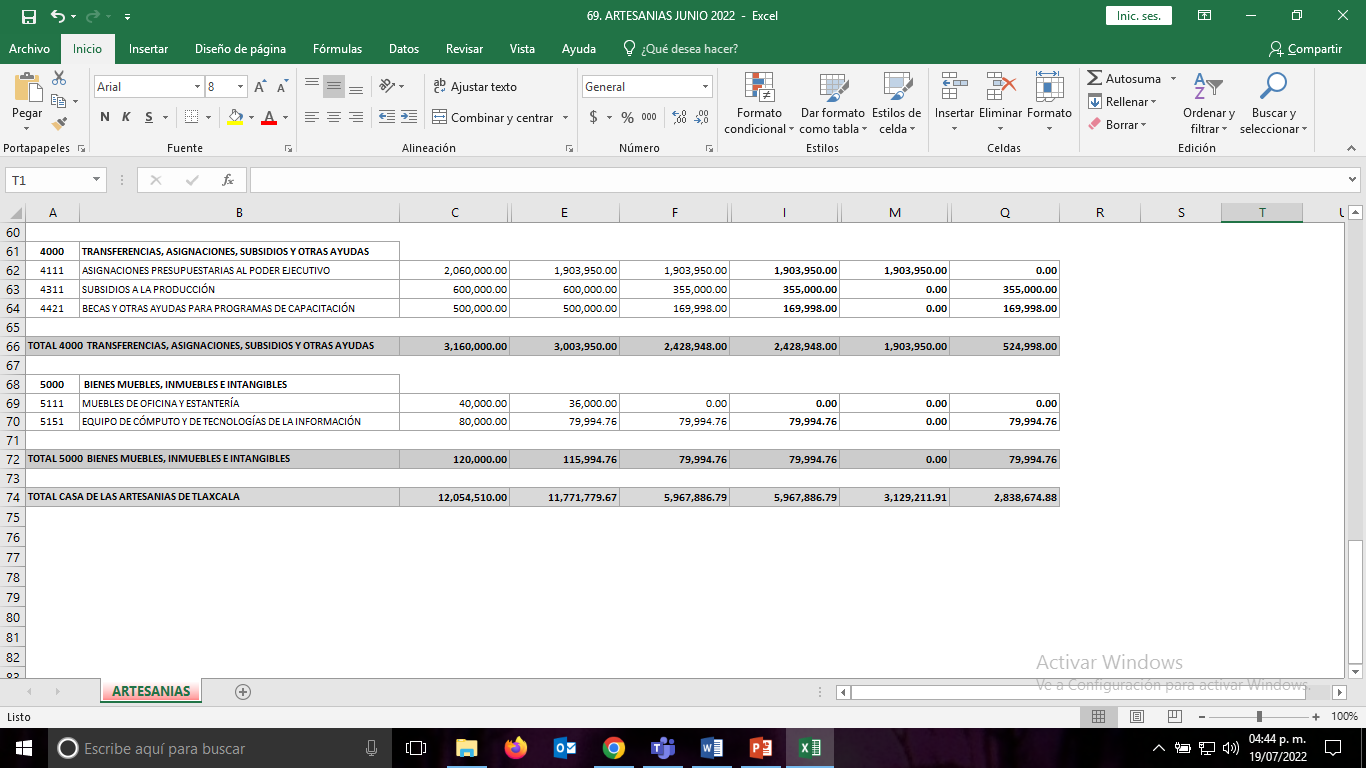 69. ARTESANIAS JUNIO 2022 - Excel
Inic. ses.
Archivo Inicio Insertar Diseño de página Fórmulas Datos Revisar Vista Ayuda ¿Qué desea hacer? Compartir
Pegar
Arial 8
N K S A
Ajustar texto
Combinar y centrar
General
$ % 000
Formato condicional
Dar formato como tabla
Estilos de celda
Insertar Eliminar Formato
Autosuma
Rellenar
Borrar
Ordenar y filtrar
Buscar y seleccionar
Portapapeles Fuente Alineación Número Estilos Celdas Edición
T1 fx
A B C E F I M Q R S T
60
61 4000 TRANSFERENCIAS, ASIGNACIONES, SUBSIDIOS Y OTRAS AYUDAS
62 4111 ASIGNACIONES PRESUPUESTARIAS AL PODER EJECUTIVO 2,060,000.00 1,903,950.00 1,903,950.00 1,903,950.00 1,903,950.00 0.00
63 4311 SUBSIDIOS A LA PRODUCCIÓN 600,000.00 600,000.00 355,000.00 355,000.00 0.00 355,000.00
64 4421 BECAS Y OTRAS AYUDAS PARA PROGRAMAS DE CAPACITACIÓN 500,000.00 500,000.00 169,998.00 169,998.00 0.00 169,998.00
65
66 TOTAL 4000 TRANSFERENCIAS, ASIGNACIONES, SUBSIDIOS Y OTRAS AYUDAS 3,160,000.00 3,003,950.00 2,428,948.00 2,428,948.00 1,903,950.00 524,998.00
67
68 5000 BIENES MUEBLES, INMUEBLES E INTANGIBLES
69 5111 MUEBLES DE OFICINA Y ESTANTERÍA 40,000.00 36,000.00 0.00 0.00 0.00 0.00
70 5151 EQUIPO DE CÓMPUTO Y DE TECNOLOGÍAS DE LA INFORMACIÓN 80,000.00 79,994.76 79,994.76 79,994.76 0.00 79,994.76
71
72 TOTAL 5000 BIENES MUEBLES, INMUEBLES E INTANGIBLES 120,000.00 115,994.76 79,994.76 79,994.76 0.00 79,994.76
73
74 TOTAL CASA DE LAS ARTESANIAS DE TLAXCALA 12,054,510.00 11,771,779.67 5,967,886.79 5,967,886.79 3,129,211.91 2,838,674.88
75
76
77
78
79
80
81
82
Activar Windows
Ve a Configuración para activar Windows.
ARTESANIAS
Listo 100%
Escribe aquí para buscar
04:44 p. m.
19/07/2022